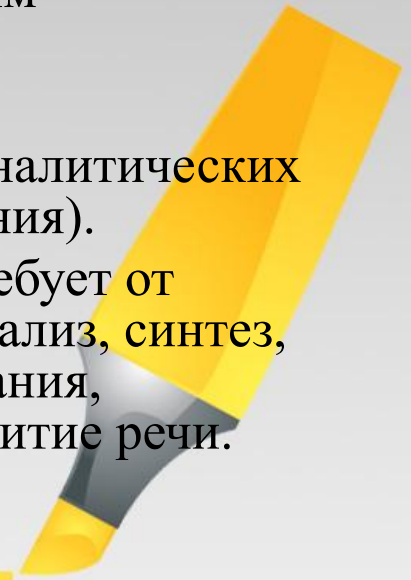 налитических
ния).
ебует от
ализ, синтез,
ания,
итие речи.